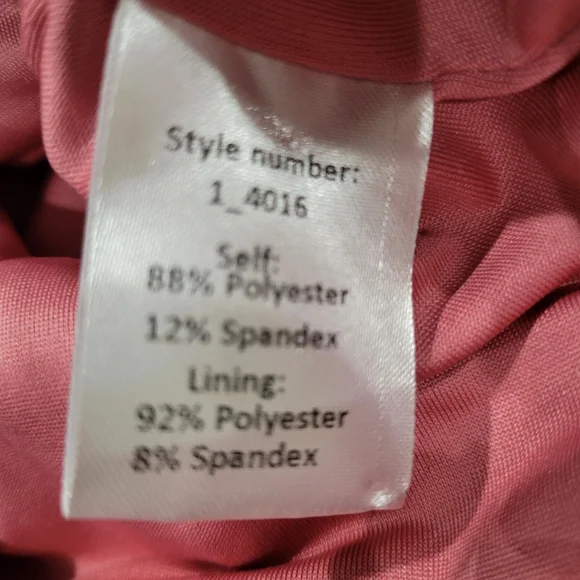 Style number:
1_4016
Self:
88% Polyester
12% Spandex
Lining:
92% Polyester
8% Spandex